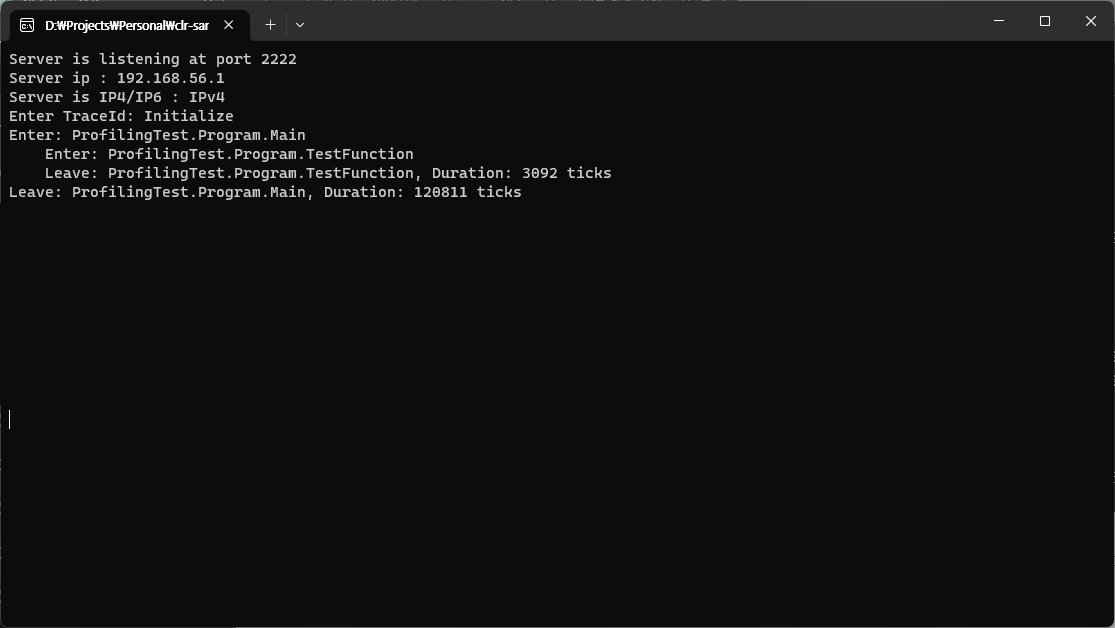 D:₩Projects₩Personal₩clr-sar
Server is listening at port 2222
Server ip : 192.168.56.1
Server is IP4/IP6 : IPv4
Enter TraceId: Initialize
Enter: ProfilingTest.Program.Main
    Enter: ProfilingTest.Program.TestFunction
    Leave: ProfilingTest.Program.TestFunction, Duration: 3092 ticks
Leave: ProfilingTest.Program.Main, Duration: 120811 ticks